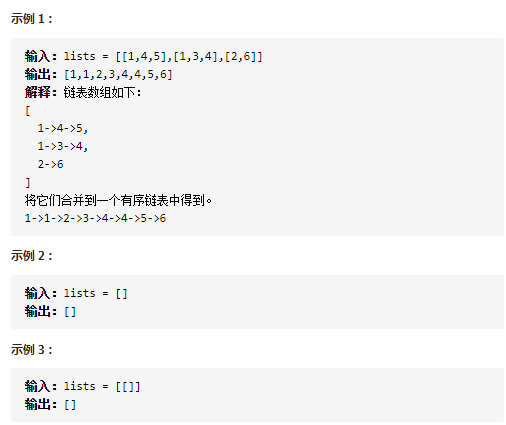 示例 1：
输入：lists = [[1,4,5],[1,3,4],[2,6]]
输出：[1,1,2,3,4,4,5,6]
解释：链表数组如下：
[
  1->4->5,
  1->3->4,
  2->6
]
将它们合并到一个有序链表中得到。
1->1->2->3->4->4->5->6
示例 2：
输入：lists = []
输出：[]
示例 3：
输入：lists = [[]]
输出：[]